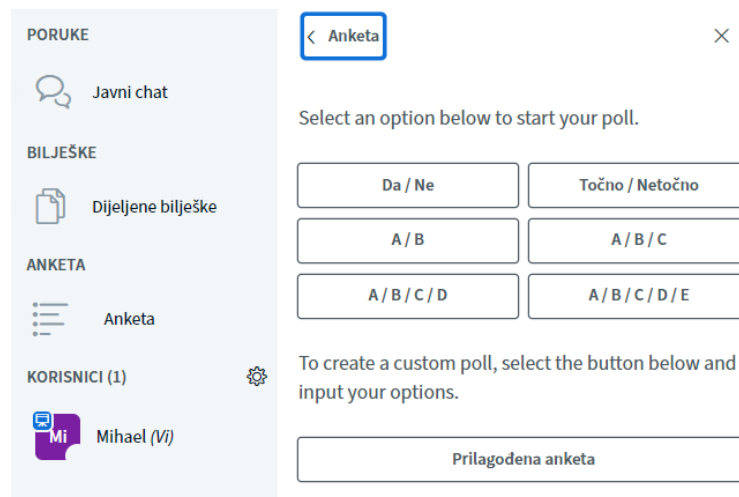 PORUKE
Javni chat
BILJEŠKE
Dijeljene bilješke
ANKETA
Anketa
KORISNICI (1)
Mi
Mihael (Vi)
Anketa
Select an option below to start your poll.
Da / Ne
Točno / Netočno
A / B
A / B / C
A / B / C / D
A / B / C / D / E
To create a custom poll, select the button below and
input your options.
Prilagođena anketa